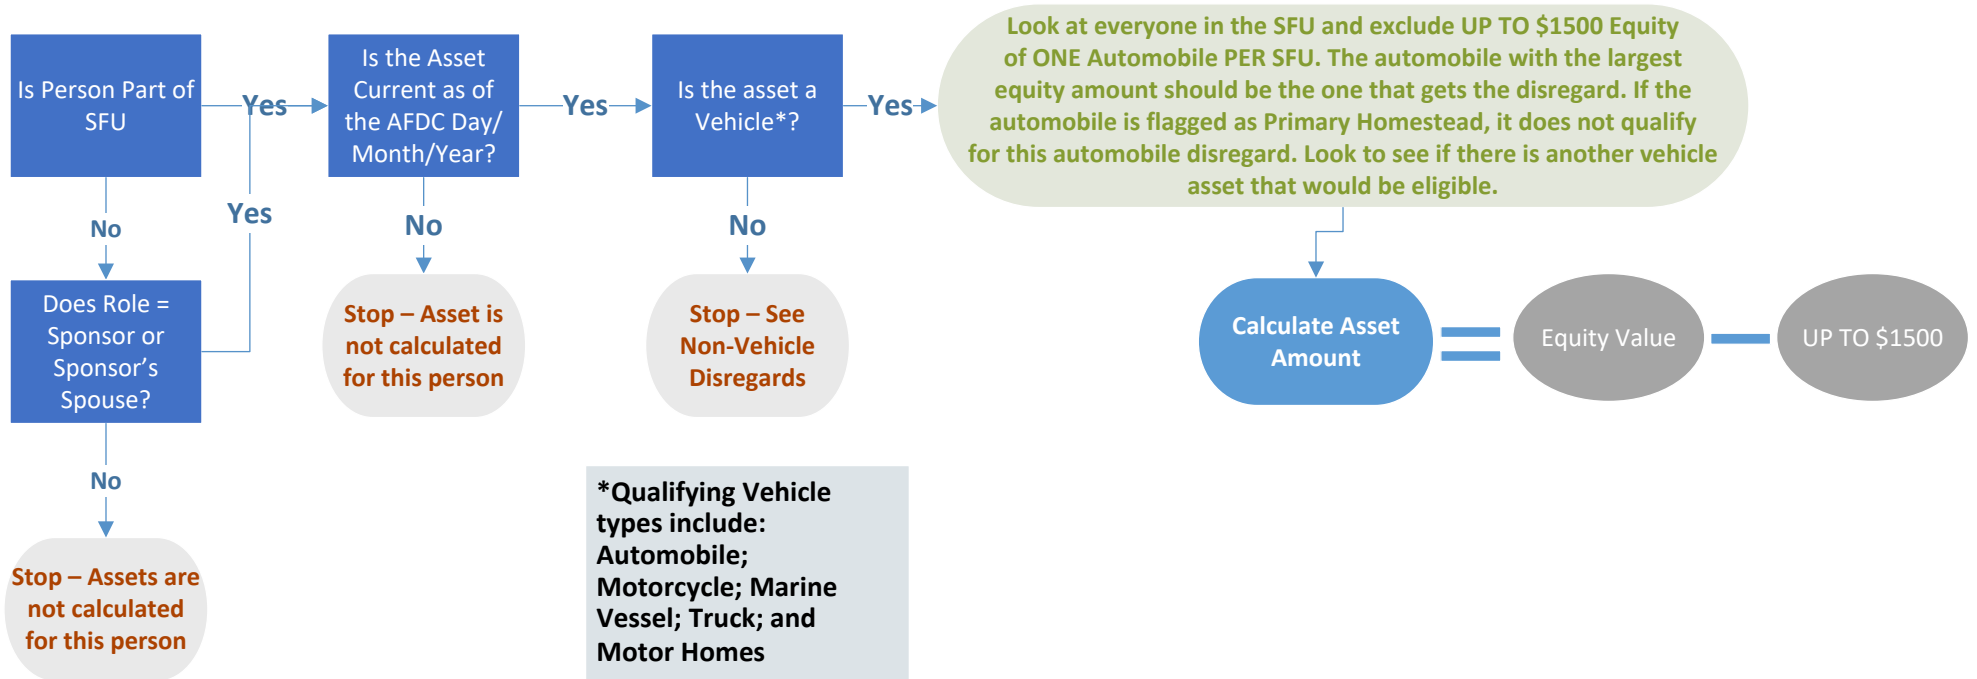 Is Person Part of
SFU
Yes
Is the Asset
Current as of
the AFDC Day/
Month/Year?
Yes
Is the asset a
Vehicle*?
Yes
Look at everyone in the SFU and exclude UP TO $1500 Equity
of ONE Automobile PER SFU. The automobile with the largest
equity amount should be the one that gets the disregard. If the
automobile is flagged as Primary Homestead, it does not qualify
for this automobile disregard. Look to see if there is another vehicle
asset that would be eligible.
No
Yes
No
No
Does Role =
Sponsor or
Sponsor's
Spouse?
Stop – Asset is
not calculated
for this person
Stop – See
Non-Vehicle
Disregards
Calculate Asset
Amount
Equity Value
UP TO $1500
No
Stop – Assets are
not calculated
for this person
*Qualifying Vehicle
types include:
Automobile;
Motorcycle; Marine
Vessel; Truck; and
Motor Homes